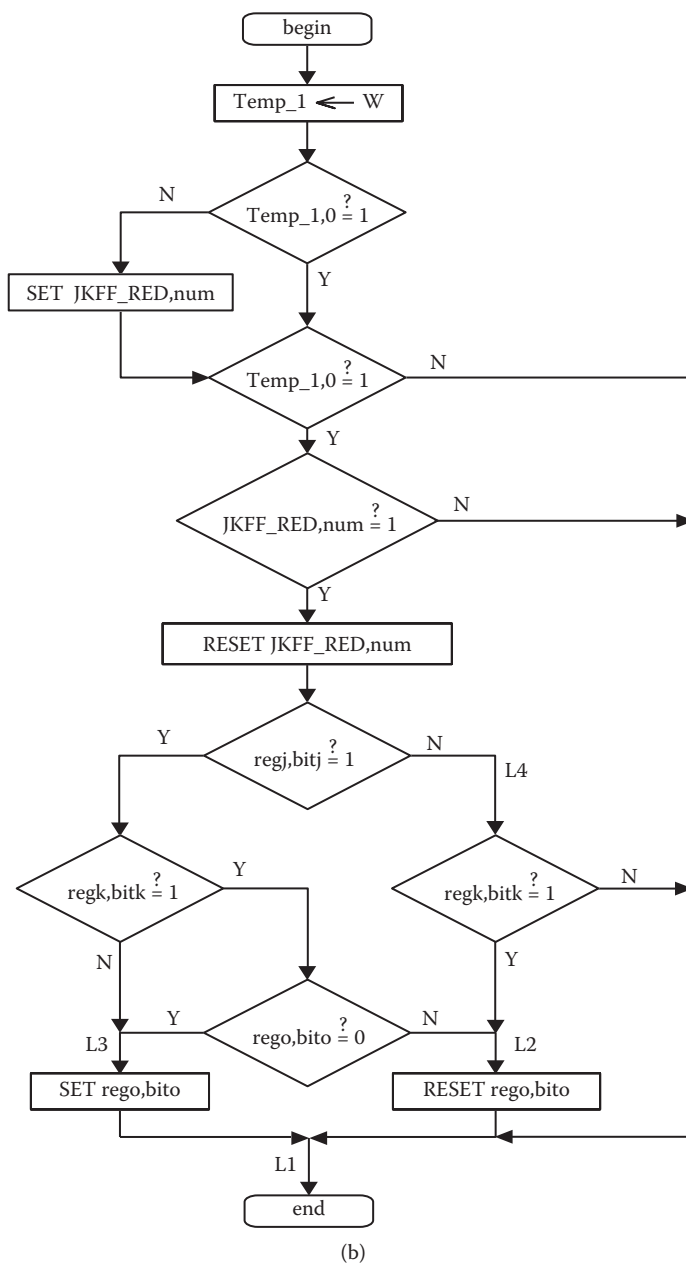 begin
Temp_1 ← W
N
Temp_1,0 ≟ 1
Y
SET JKFF_RED,num
Temp_1,0 ≟ 1
N
Y
JKFF_RED,num ≟ 1
N
Y
RESET JKFF_RED,num
Y
regj,bitj ≟ 1
N
L4
regk,bitk ≟ 1
Y
regk,bitk ≟ 1
N
N
Y
Y
rego,bito ≟ 0
N
L3
L2
SET rego,bito
RESET rego,bito
L1
end
(b)